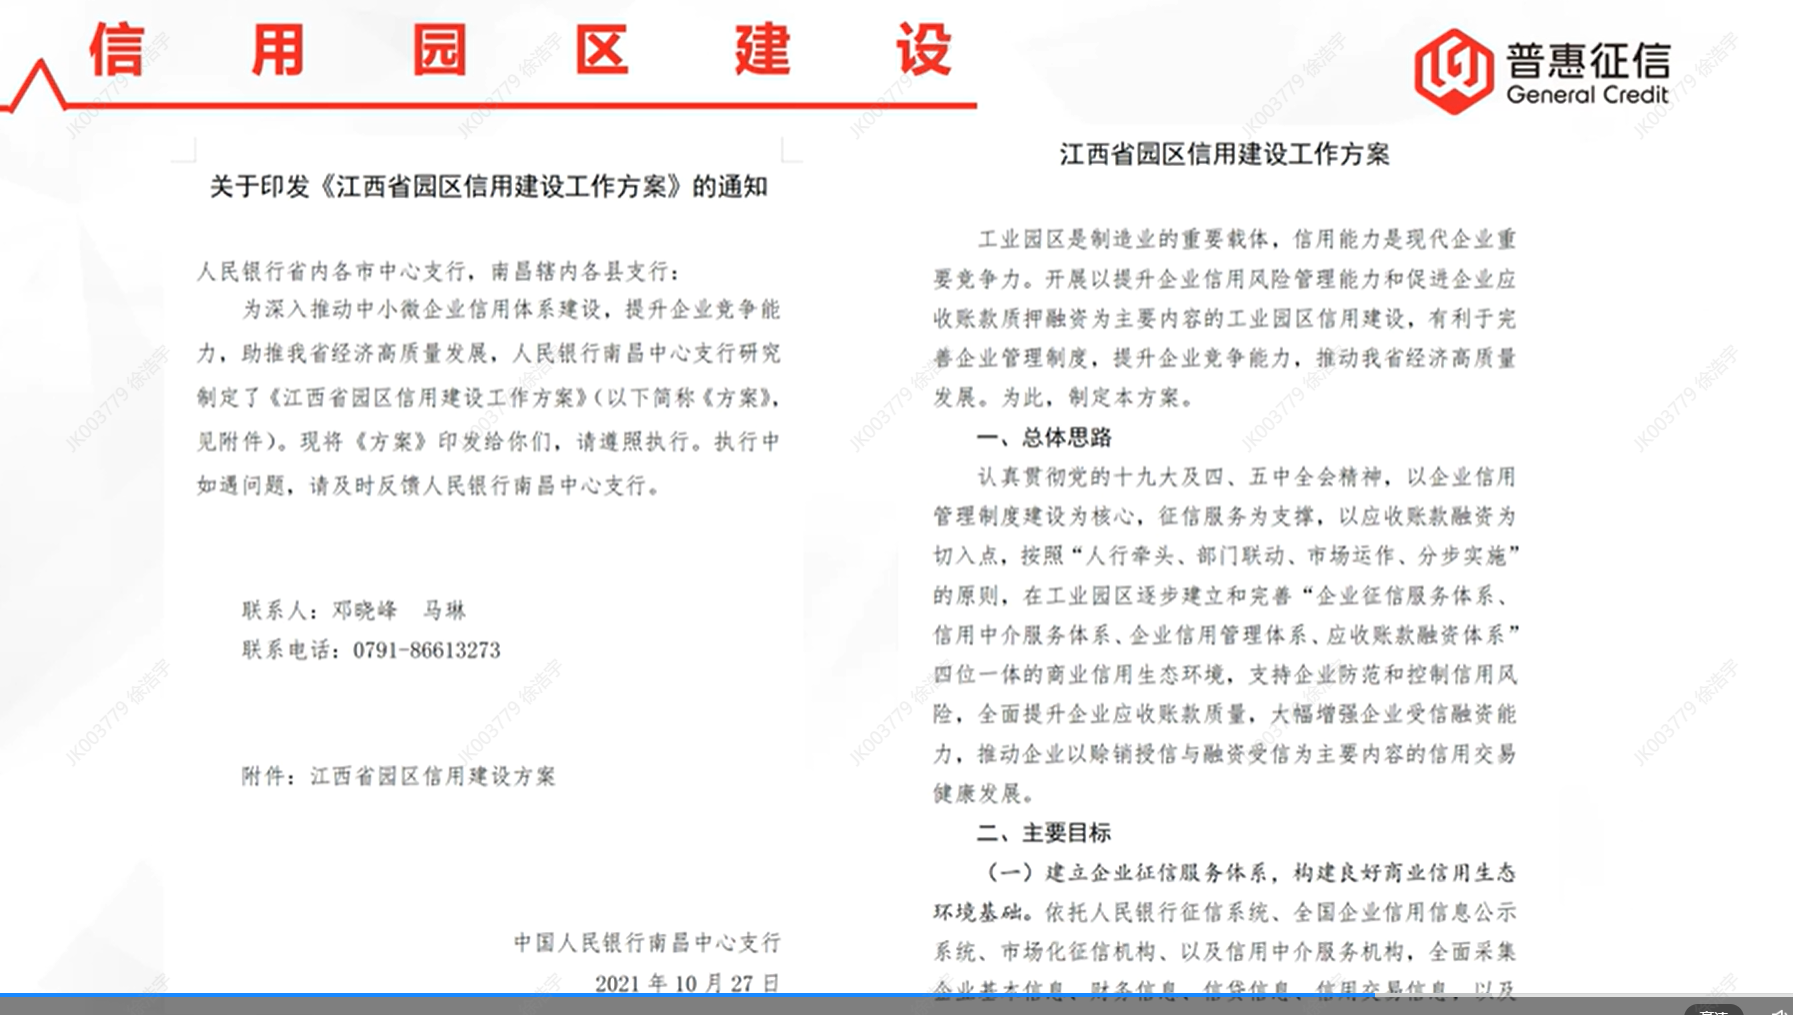 信用园区建设
普惠征信
General Credit
关于印发《江西省园区信用建设工作方案》的通知
人民银行省内各市中心支行，南昌辖内各县支行：
为深入推动中小微企业信用体系建设，提升企业竞争能
力，助推我省经济高质量发展，人民银行南昌中心支行研究
制定了《江西省园区信用建设工作方案》（以下简称《方案》，
见附件）。现将《方案》印发给你们，请遵照执行。执行中
如遇问题，请及时反馈人民银行南昌中心支行。
联系人：邓晓峰 马琳
联系电话：0791-86613273
附件：江西省园区信用建设方案
中国人民银行南昌中心支行
2021 年 10 月 27 日
江西省园区信用建设工作方案
工业园区是制造业的重要载体，信用能力是现代企业重
要竞争力。开展以提升企业信用风险管理能力和促进企业应
收账款质押融资为主要内容的工业园区信用建设，有利于完
善企业管理制度，提升企业竞争能力，推动我省经济高质量
发展。为此，制定本方案。
一、总体思路
认真贯彻党的十九大及四、五中全会精神，以企业信用
管理制度建设为核心，征信服务为支撑，以应收账款融资为
切入点，按照“人行牵头、部门联动、市场运作、分步实施”
的原则，在工业园区逐步建立和完善“企业征信服务体系、
信用中介服务体系、企业信用管理体系、应收账款融资体系”
四位一体的商业信用生态环境，支持企业防范和控制信用风
险，全面提升企业应收账款质量，大幅增强企业受信融资能
力，推动企业以赊销授信与融资受信为主要内容的信用交易
健康发展。
二、主要目标
（一）建立企业征信服务体系，构建良好商业信用生态
环境基础。依托人民银行征信系统、全国企业信用信息公示
系统、市场化征信机构、以及信用中介服务机构，全面采集
企业基本信息、财务信息、信贷信息、信用交易信息，以及
高清
JK003779 徐浩宇